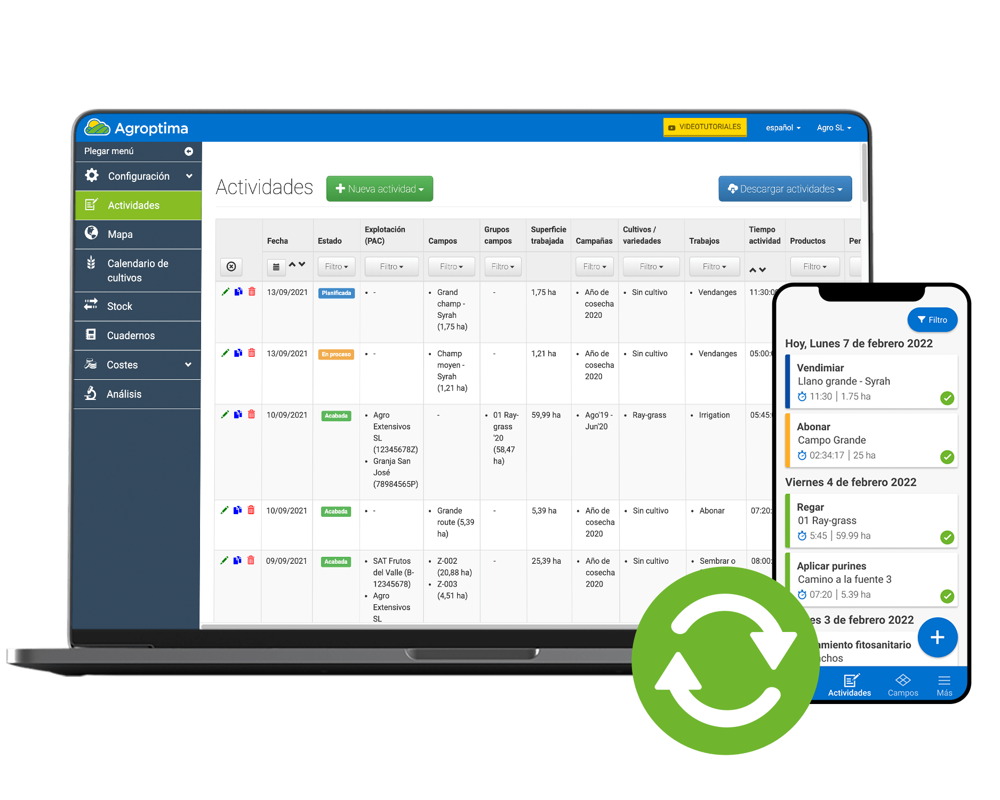 Agroptima
VIDEOTUTORIALES
español
Agro SL
Plegar menú
Configuración
Actividades
Mapa
Calendario de
cultivos
Stock
Cuadernos
Costes
Análisis
Actividades
Nueva actividad
Descargar actividades
Fecha
Estado
Explotación
(PAC)
Campos
Grupos
campos
Superficie
trabajada
Campañas
Cultivos /
variedades
Trabajos
Tiempo
actividad
Productos
Filtro
Filtro
Filtro
Filtro
Filtro
Filtro
Filtro
Filtro
13/09/2021
Planificada
• -
• Grand
champ -
Syrah
(1,75 ha)
-
1,75 ha
• Año de
cosecha
2020
• Sin cultivo
• Vendanges
11:30:00
13/09/2021
En proceso
• -
• Champ
moyen -
Syrah
(1,21 ha)
-
1,21 ha
• Año de
cosecha
2020
• Sin cultivo
• Vendanges
05:00:
10/09/2021
Acabada
• Agro
Extensivos
SL
(12345678Z)
• Granja San
José
(78984565P)
-
• 01 Ray-
grass
'20
(58,47
ha)
59,99 ha
• Ago'19 -
Jun'20
• Ray-grass
• Irrigation
05:45:
10/09/2021
Acabada
• -
• Grande
route (5,39
ha)
-
5,39 ha
• Año de
cosecha
2020
• Sin cultivo
• Abonar
07:20:
09/09/2021
Acabada
• SAT Frutos
del Valle (B-
12345678)
• Agro
Extensivos
SL
• Z-002
(20,88 ha)
• Z-003
(4,51 ha)
-
25,39 ha
• Año de
cosecha
2020
• Sin cultivo
• Sembrar o
08:00:
Filtro
Hoy, Lunes 7 de febrero 2022
Vendimiar
Llano grande - Syrah
11:30 | 1.75 ha
Abonar
Campo Grande
02:34:17 | 25 ha
Viernes 4 de febrero 2022
Regar
01 Ray-grass
5:45 | 59.99 ha
Aplicar purines
Camino a la fuente 3
07:20 | 5.39 ha
es 3 de febrero 2022
amiento fitosanitario
nchos
Actividades
Campos
Más